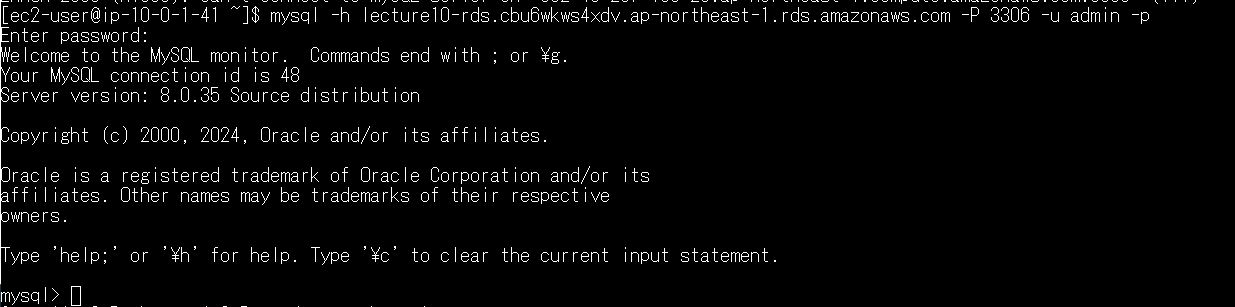 [ec2-user@ip-10-0-1-41 ~]$ mysql -h lecture10-rds.cbu6wkws4xdv.ap-northeast-1.rds.amazonaws.com -P 3306 -u admin -p
Enter password:
Welcome to the MySQL monitor.  Commands end with ; or ¥g.
Your MySQL connection id is 48
Server version: 8.0.35 Source distribution
Copyright (c) 2000, 2024, Oracle and/or its affiliates.
Oracle is a registered trademark of Oracle Corporation and/or its
affiliates. Other names may be trademarks of their respective
owners.
Type 'help;' or '¥h' for help. Type '¥c' to clear the current input statement.
mysql>